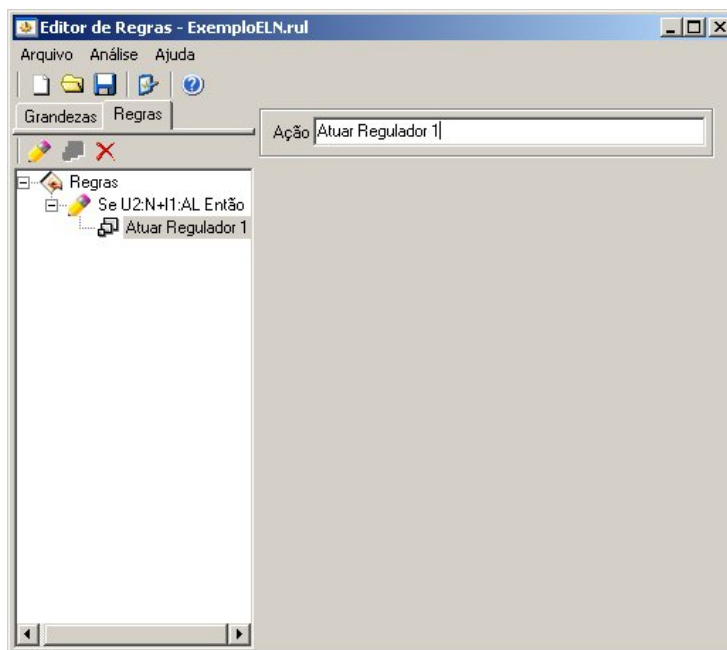 Editor de Regras - ExemploELN.rul
Arquivo Análise Ajuda
Grandezas Regras
Ação Atuar Regulador 1
Regras
Se U2:N+I1:AL Então
Atuar Regulador 1